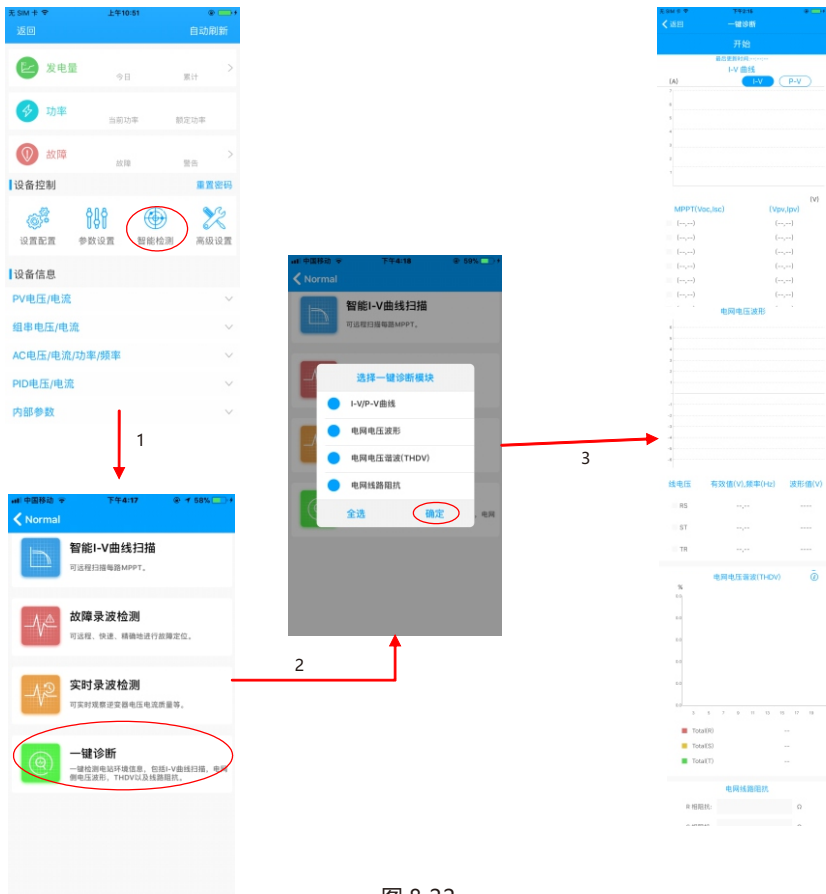 无 SIM 卡
上午10:51
返回
自动刷新
发电量
今日
累计
功率
当前功率
额定功率
故障
故障
警告
设备控制
重置密码
设置配置
参数设置
智能检测
高级设置
设备信息
PV电压/电流
组串电压/电流
AC电压/电流/功率/频率
PID电压/电流
内部参数
1
中国移动
下午4:17
58%
Normal
智能I-V曲线扫描
可远程扫描每路MPPT。
故障录波检测
可远程、快速、精确地进行故障定位。
实时录波检测
可实时观察逆变器电压电流质量等。
一键诊断
一键检测电站环境信息，包括I-V曲线扫描、电网
侧电压波形、THDV以及线路阻抗。
2
中国移动
下午4:18
59%
Normal
智能I-V曲线扫描
可远程扫描每路MPPT。
选择一键诊断模块
I-V/P-V曲线
电网电压波形
电网电压谐波(THDV)
电网线路阻抗
全选
确定
电网
3
无 SIM 卡
返回
一键诊断
开始
最后更新时间:--.--.--
I-V 曲线
(A)
I-V
P-V
(V)
MPPT(Voc,Isc)
(Vpv,Ipv)
(--,--)
(--,--)
(--,--)
(--,--)
(--,--)
(--,--)
(--,--)
(--,--)
(--,--)
(--,--)
电网电压波形
线电压
有效值(V),频率(Hz)
波形值(V)
RS
--,--
----
ST
--,--
----
TR
--,--
----
电网电压谐波(THDV)
%
Total(R)
--
Total(S)
--
Total(T)
--
电网线路阻抗
R 相阻抗:
Ω